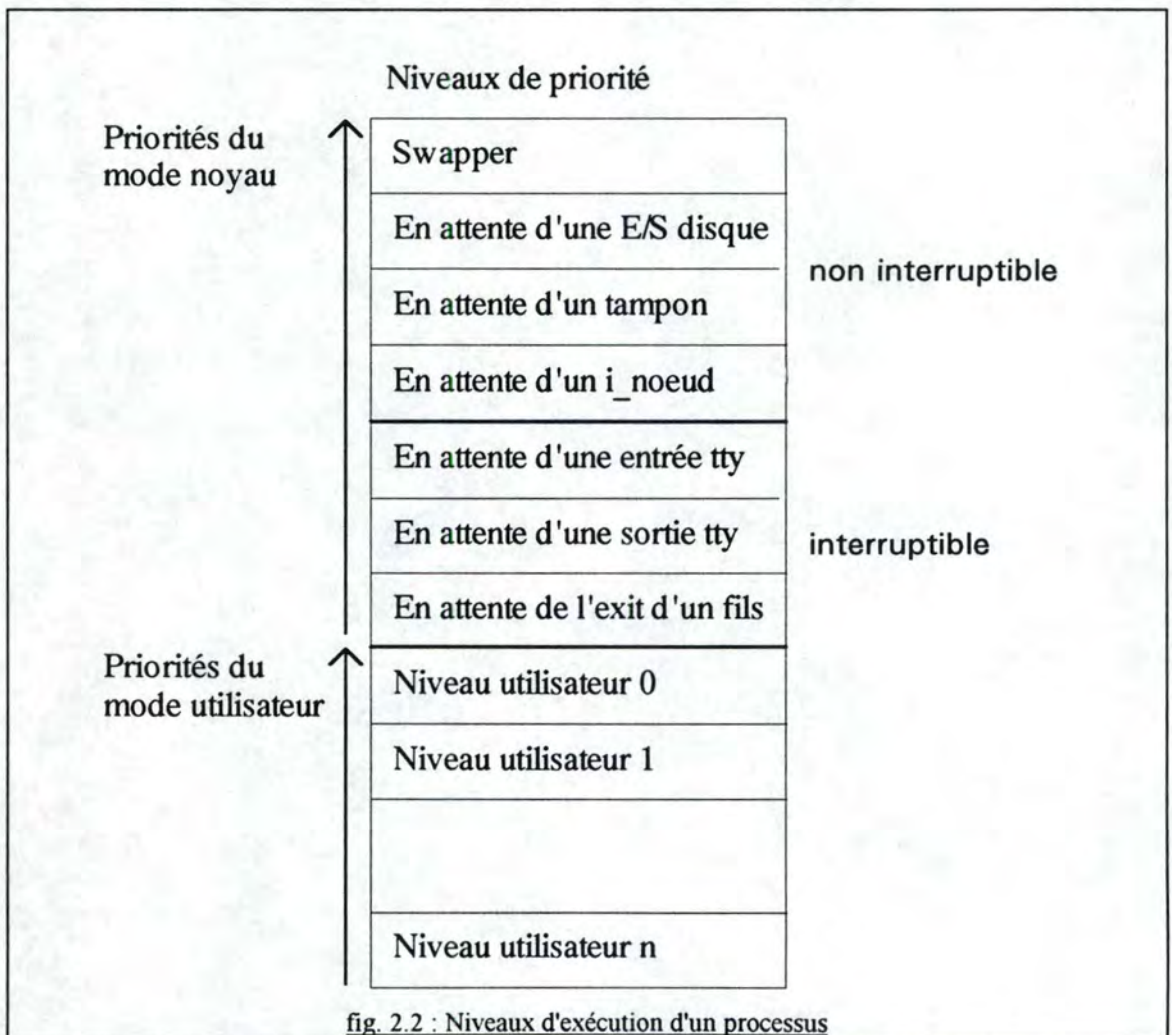 Niveaux de priorité
Priorités du
mode noyau
Swapper
En attente d'une E/S disque
non interruptible
En attente d'un tampon
En attente d'un i_noeud
En attente d'une entrée tty
En attente d'une sortie tty
interruptible
En attente de l'exit d'un fils
Priorités du
mode utilisateur
Niveau utilisateur 0
Niveau utilisateur 1
Niveau utilisateur n
fig. 2.2 : Niveaux d'exécution d'un processus